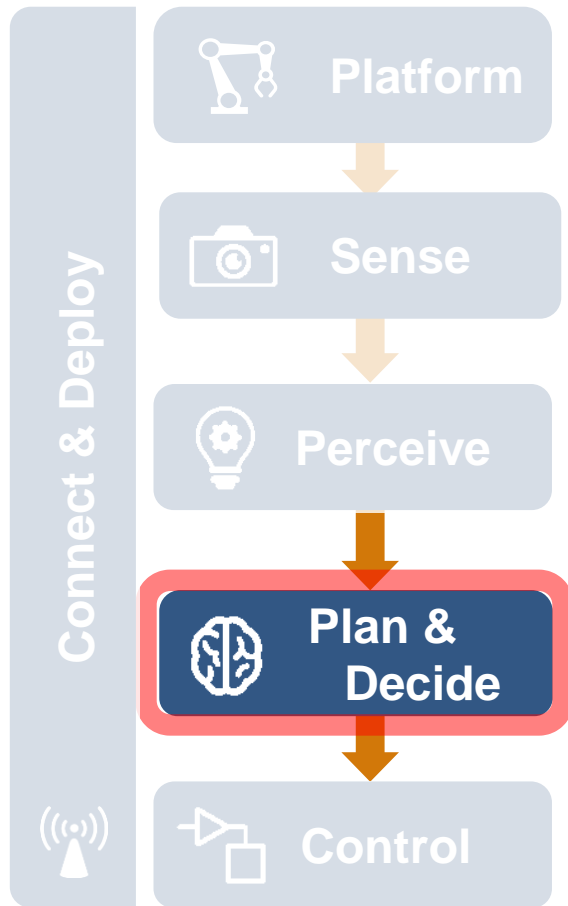 Connect & Deploy
Platform
Sense
Perceive
Plan &
Decide
Control